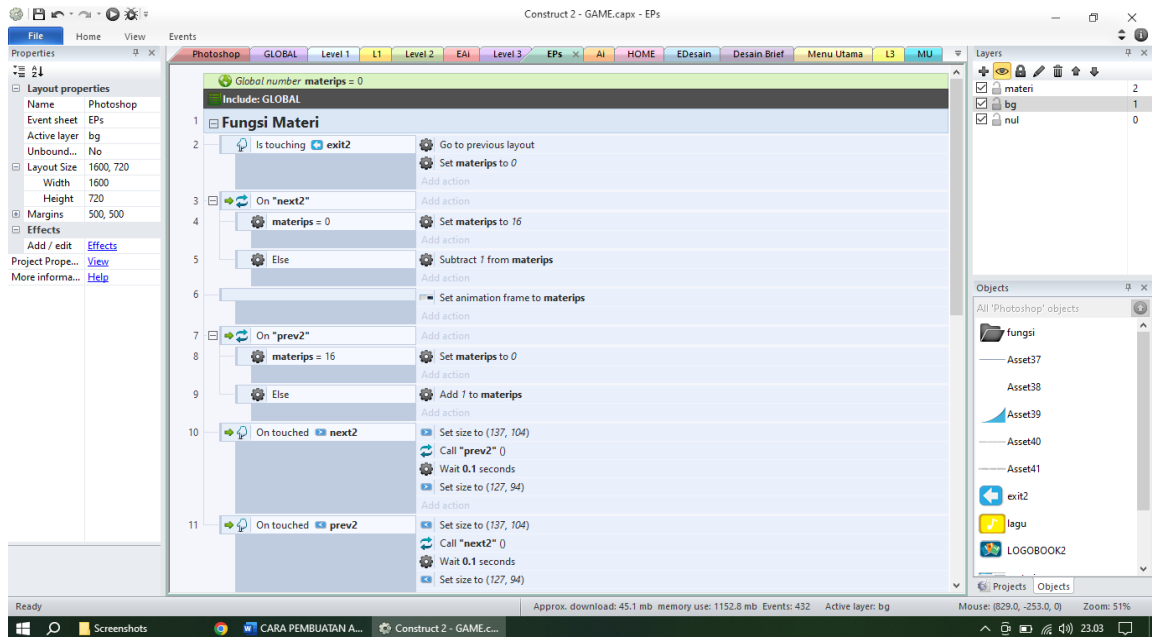 Construct 2 - GAME.capx - EPs
File Home View Events
Properties
Layout properties
Name Photoshop
Event sheet EPs
Active layer bg
Unbound... No
Layout Size 1600, 720
Width 1600
Height 720
Margins 500, 500
Effects
Add / edit Effects
Project Prope... View
More informa... Help
Photoshop GLOBAL Level 1 L1 Level 2 EAi Level 3 EPs Ai HOME EDesain Desain Brief Menu Utama L3 MU
Global number materips = 0
Include: GLOBAL
1 Fungsi Materi
2 Is touching exit2 Go to previous layout
Set materips to 0
Add action
3 On "next2" Add action
4 materips = 0 Set materips to 16
Add action
5 Else Subtract 1 from materips
Add action
6 Set animation frame to materips
Add action
7 On "prev2" Add action
8 materips = 16 Set materips to 0
Add action
9 Else Add 1 to materips
Add action
10 On touched next2 Set size to (137, 104)
Call "prev2" ()
Wait 0.1 seconds
Set size to (127, 94)
Add action
11 On touched prev2 Set size to (137, 104)
Call "next2" ()
Wait 0.1 seconds
Set size to (127, 94)
Layers
materi 2
bg 1
nul 0
Objects
All 'Photoshop' objects
fungsi
Asset37
Asset38
Asset39
Asset40
Asset41
exit2
lagu
LOGOBOOK2
Projects Objects
Ready Approx. download: 45.1 mb memory use: 1152.8 mb Events: 432 Active layer: bg Mouse: (829.0, -253.0, 0) Zoom: 51%
Screenshots CARA PEMBUATAN A... Construct 2 - GAME.c... 23.03